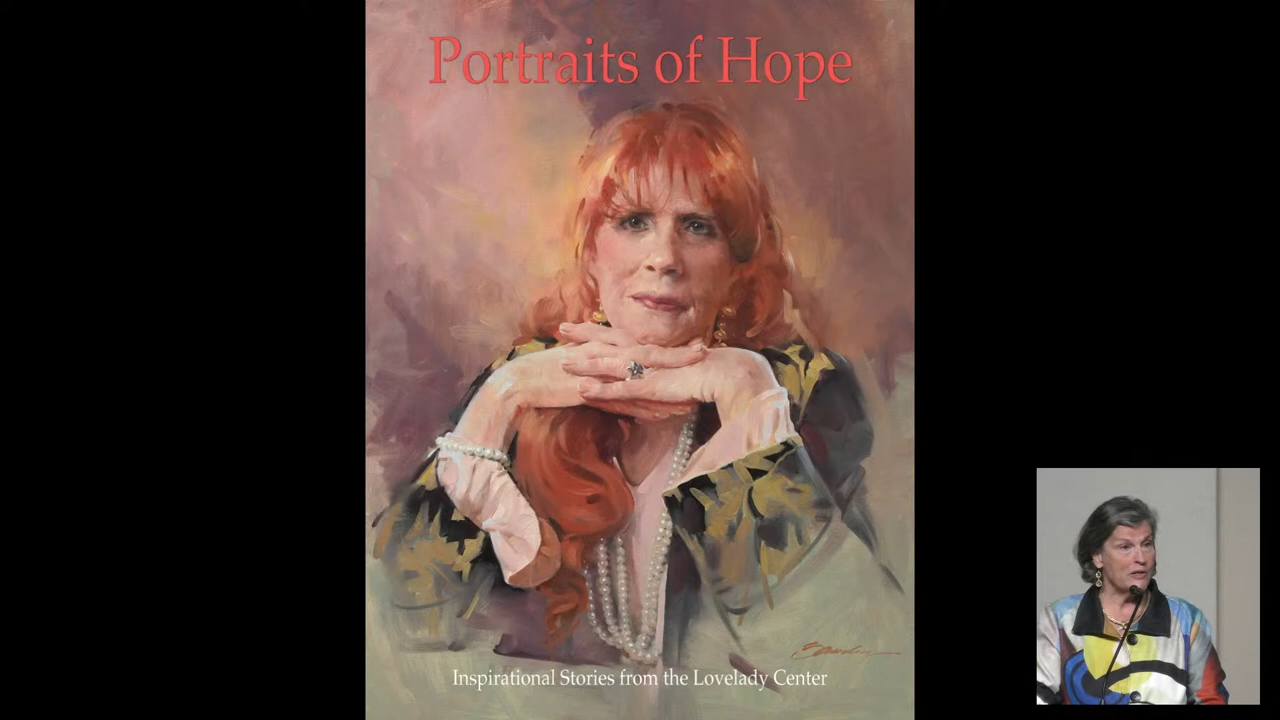 Portraits of Hope
Inspirational Stories from the Lovelady Center